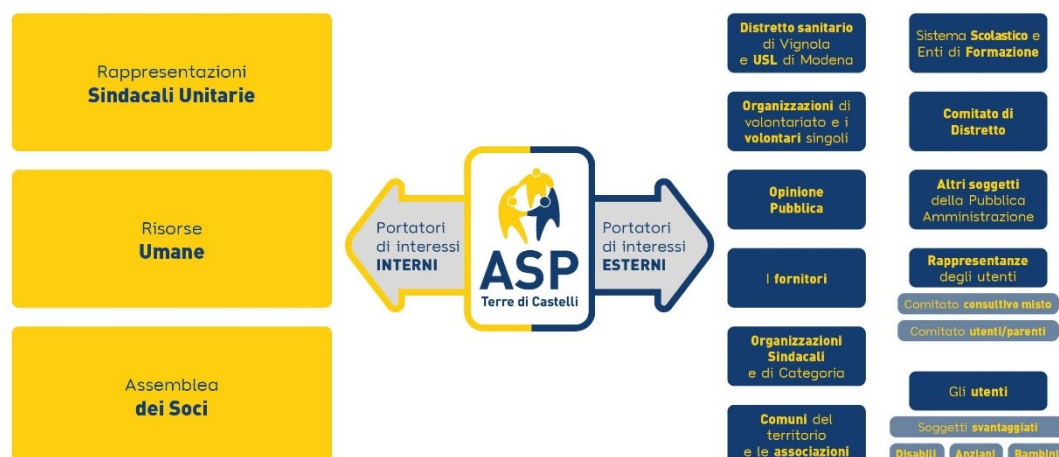 Rappresentazioni
Sindacali Unitarie
Risorse
Umane
Assemblea
dei Soci
Portatori
di interessi
INTERNI
ASP
Terre di Castelli
Portatori
di interessi
ESTERNI
Distretto sanitario
di Vignola
e USL di Modena
Organizzazioni di
volontariato e i
volontari singoli
Opinione
Pubblica
I fornitori
Organizzazioni
Sindacali
e di Categoria
Comuni del
territorio
e le associazioni
Sistema Scolastico e
Enti di Formazione
Comitato di
Distretto
Altri soggetti
della Pubblica
Amministrazione
Rappresentanze
degli utenti
Comitato consultivo misto
Comitato utenti/parenti
Gli utenti
Soggetti svantaggiati
Disabili Anziani Bambini